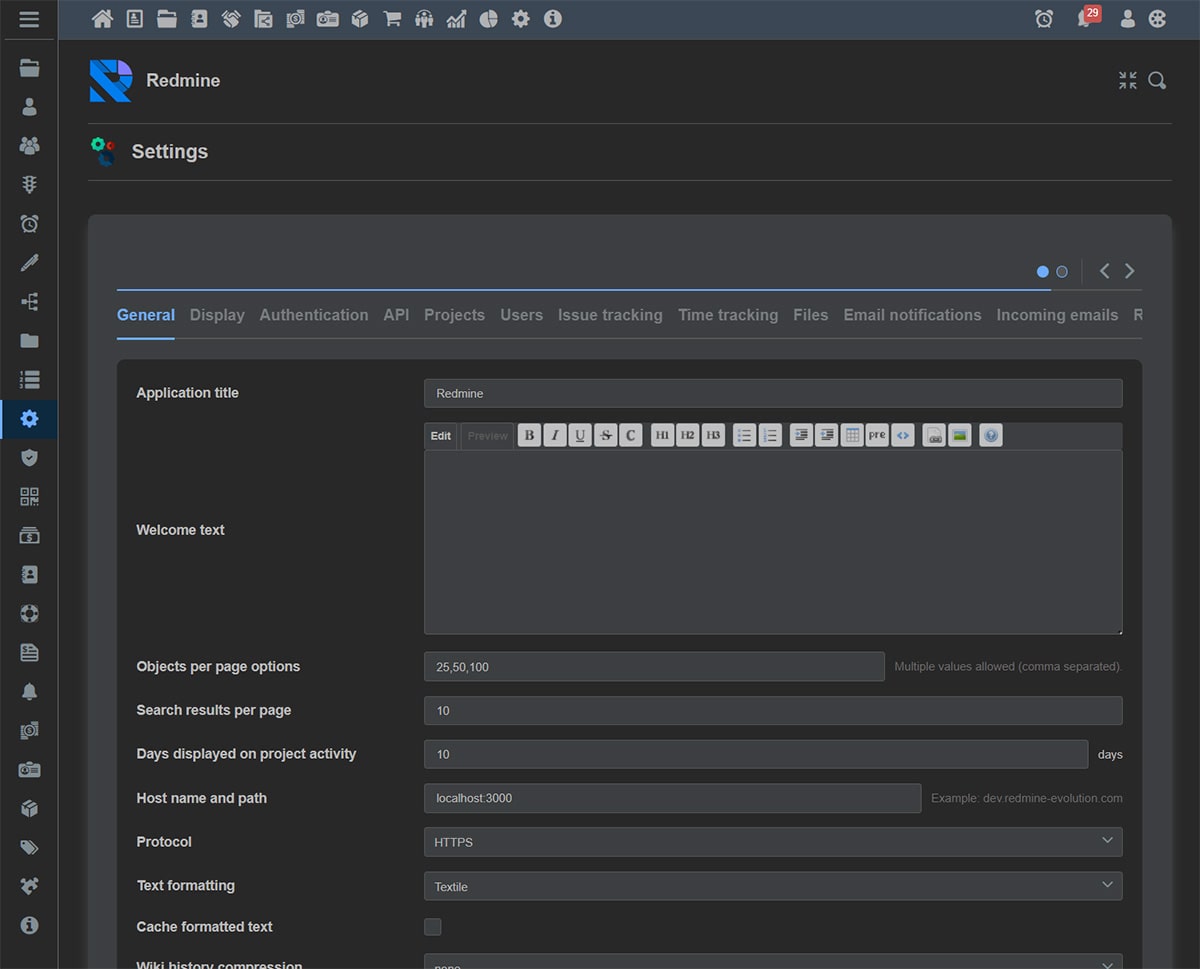 29
Redmine
Settings
General Display Authentication API Projects Users Issue tracking Time tracking Files Email notifications Incoming emails R
Application title Redmine
Edit Preview B I U S C H1 H2 H3 pre
Welcome text
Objects per page options 25,50,100 Multiple values allowed (comma separated).
Search results per page 10
Days displayed on project activity 10 days
Host name and path localhost:3000 Example: dev.redmine-evolution.com
Protocol HTTPS
Text formatting Textile
Cache formatted text
Wiki history compression none